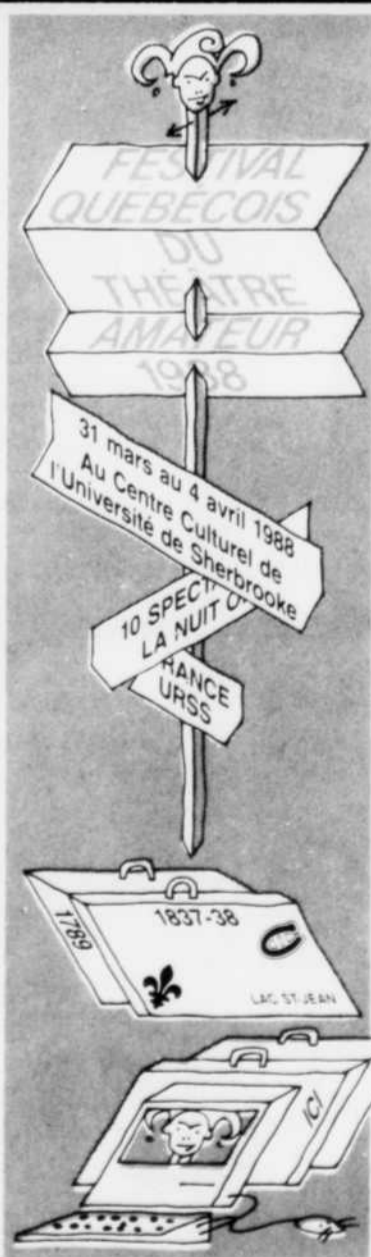 FESTIVAL
QUÉBÉCOIS
DU
THÉÂTRE
AMATEUR
1988
31 mars au 4 avril 1988
Au Centre Culturel de
l'Université de Sherbrooke
10 SPECT
LA NUIT
RANCE
URSS
1789
1837-38
LAC ST-JEAN
ICI